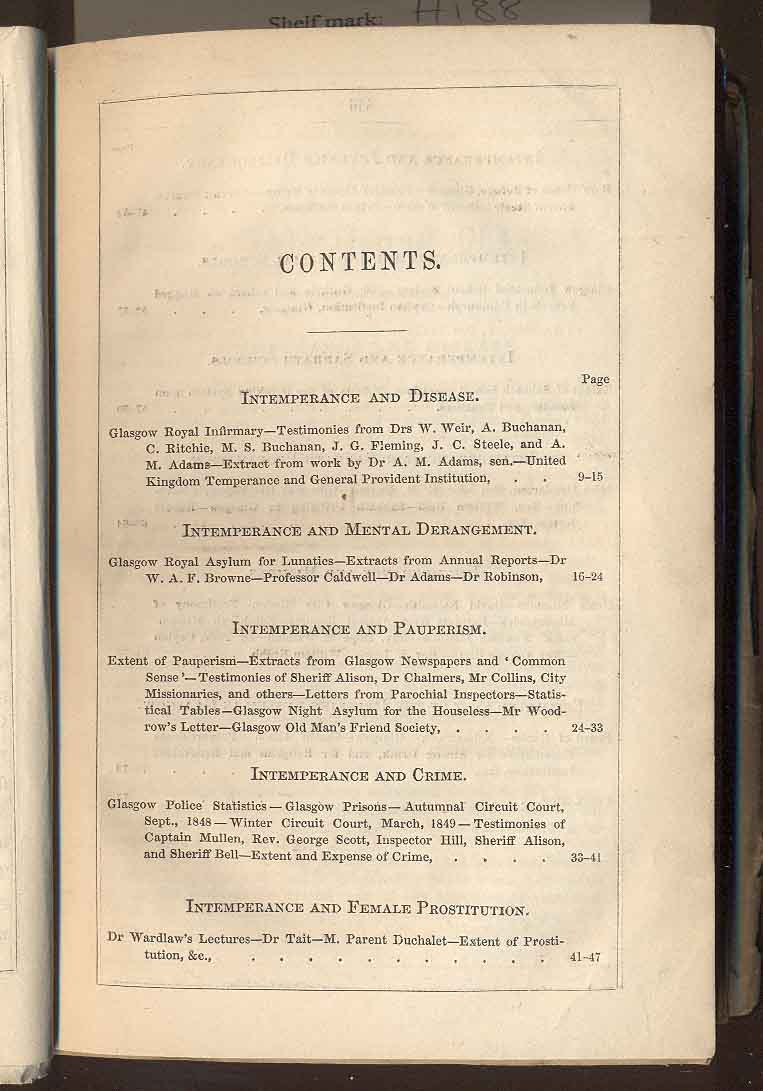 Shelf mark: H188
CONTENTS.
Page
INTEMPERANCE AND DISEASE.
Glasgow Royal Infirmary—Testimonies from Drs W. Weir, A. Buchanan,
C. Ritchie, M. S. Buchanan, J. G. Fleming, J. C. Steele, and A.
M. Adams—Extract from work by Dr A. M. Adams, sen.—United
Kingdom Temperance and General Provident Institution, . . 9-15
INTEMPERANCE AND MENTAL DERANGEMENT.
Glasgow Royal Asylum for Lunatics—Extracts from Annual Reports—Dr
W. A. F. Browne—Professor Caldwell—Dr Adams—Dr Robinson, 16-24
INTEMPERANCE AND PAUPERISM.
Extent of Pauperism—Extracts from Glasgow Newspapers and ‘Common
Sense’—Testimonies of Sheriff Alison, Dr Chalmers, Mr Collins, City
Missionaries, and others—Letters from Parochial Inspectors—Statis-
tical Tables—Glasgow Night Asylum for the Houseless—Mr Wood-
row's Letter—Glasgow Old Man's Friend Society, . . . . 24-33
INTEMPERANCE AND CRIME.
Glasgow Police Statistics—Glasgow Prisons—Autumnal Circuit Court,
Sept., 1848—Winter Circuit Court, March, 1849—Testimonies of
Captain Mullen, Rev. George Scott, Inspector Hill, Sheriff Alison,
and Sheriff Bell—Extent and Expense of Crime, . . . . 33-41
INTEMPERANCE AND FEMALE PROSTITUTION.
Dr Wardlaw's Lectures—Dr Tait—M. Parent Duchalet—Extent of Prosti-
tution, &c., . . . . . . . . . . . 41-47